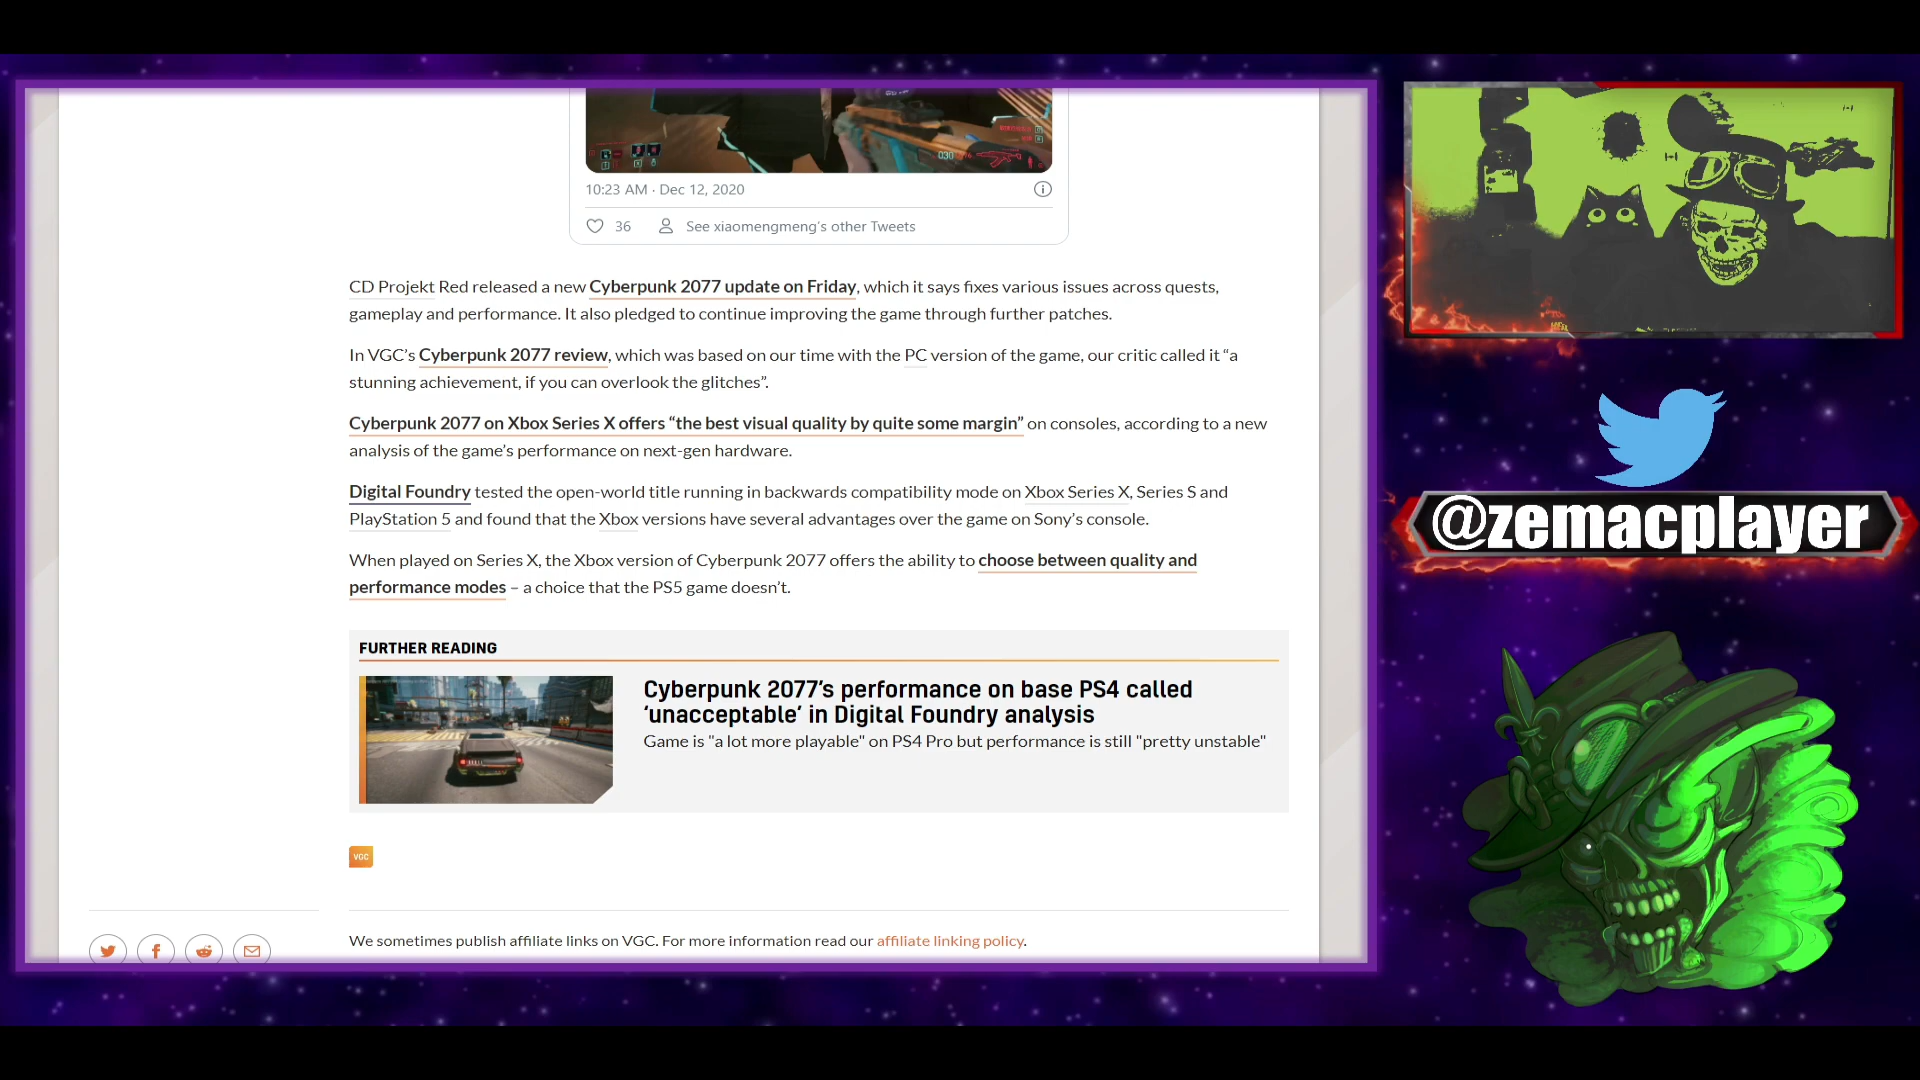 030
10:23 AM · Dec 12, 2020
36 See xiaomengmeng's other Tweets
CD Projekt Red released a new Cyberpunk 2077 update on Friday, which it says fixes various issues across quests,
gameplay and performance. It also pledged to continue improving the game through further patches.
In VGC’s Cyberpunk 2077 review, which was based on our time with the PC version of the game, our critic called it “a
stunning achievement, if you can overlook the glitches”.
Cyberpunk 2077 on Xbox Series X offers “the best visual quality by quite some margin” on consoles, according to a new
analysis of the game’s performance on next-gen hardware.
Digital Foundry tested the open-world title running in backwards compatibility mode on Xbox Series X, Series S and
PlayStation 5 and found that the Xbox versions have several advantages over the game on Sony’s console.
When played on Series X, the Xbox version of Cyberpunk 2077 offers the ability to choose between quality and
performance modes – a choice that the PS5 game doesn’t.
FURTHER READING
Cyberpunk 2077’s performance on base PS4 called
‘unacceptable’ in Digital Foundry analysis
Game is "a lot more playable" on PS4 Pro but performance is still "pretty unstable"
VGC
We sometimes publish affiliate links on VGC. For more information read our affiliate linking policy.
@zemacplayer